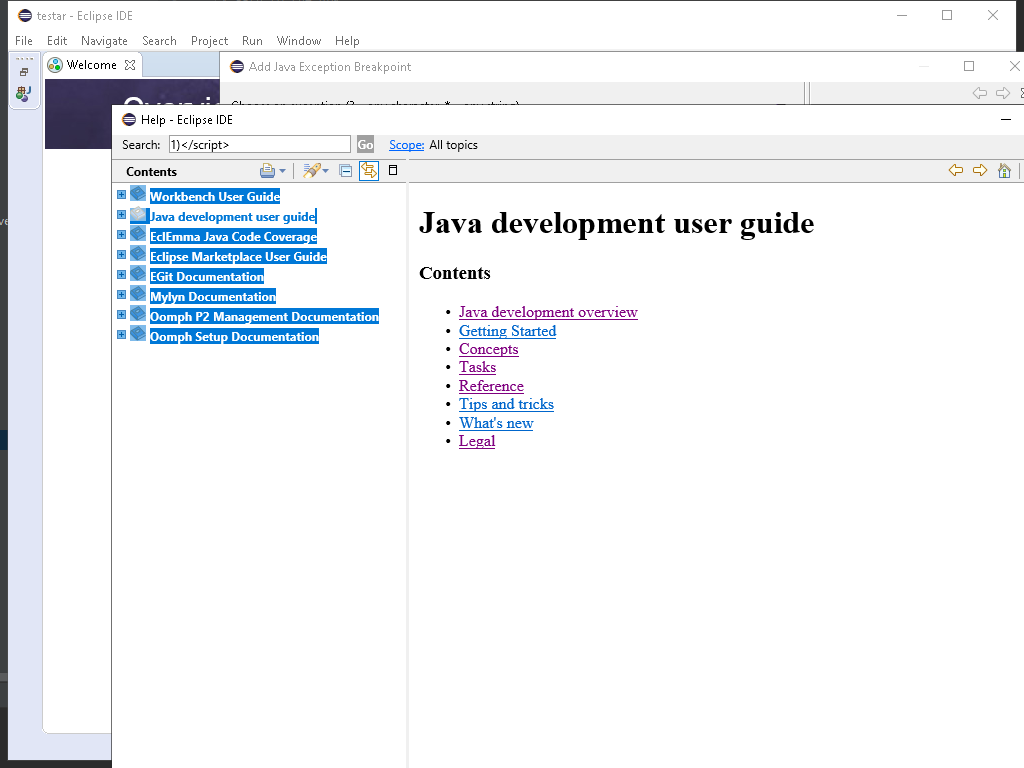 testar - Eclipse IDE
File Edit Navigate Search Project Run Window Help
Welcome
Add Java Exception Breakpoint
Help - Eclipse IDE
Search: 1)</script> Go Scope: All topics
Contents
Workbench User Guide
Java development user guide
EclEmma Java Code Coverage
Eclipse Marketplace User Guide
EGit Documentation
Mylyn Documentation
Oomph P2 Management Documentation
Oomph Setup Documentation
Java development user guide
Contents
Java development overview
Getting Started
Concepts
Tasks
Reference
Tips and tricks
What's new
Legal